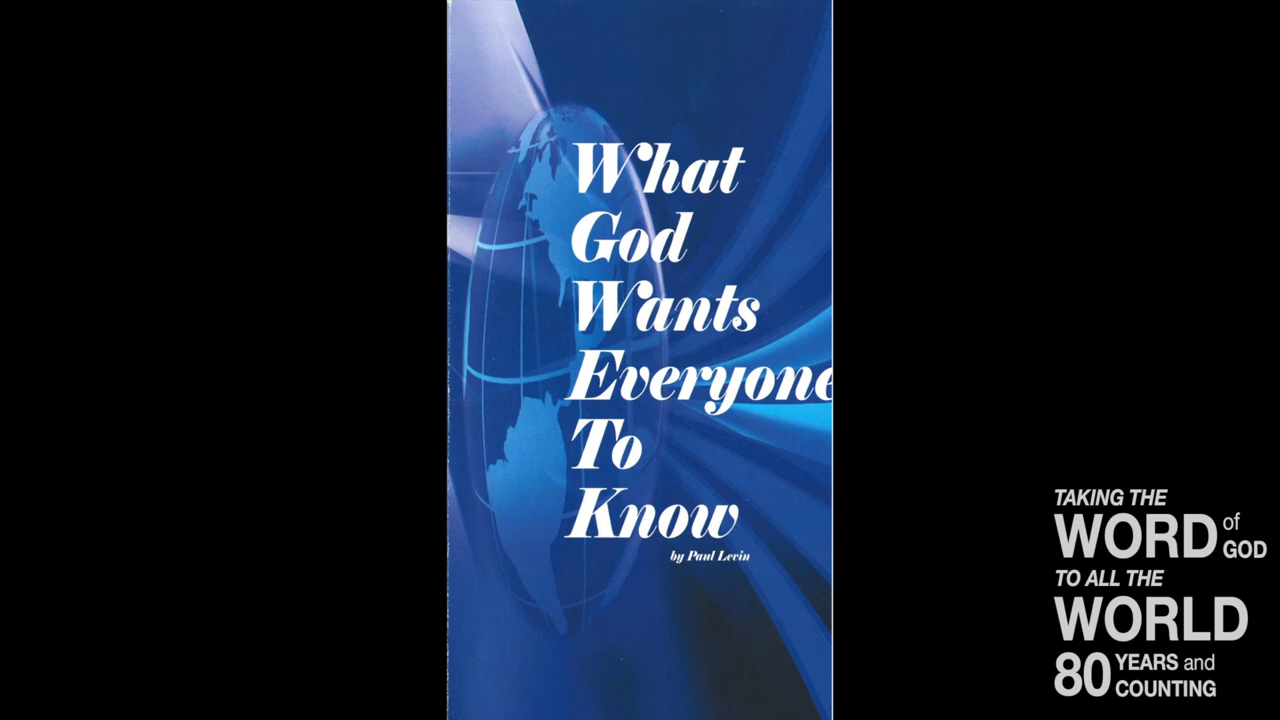 What
God
Wants
Everyone
To
Know
by Paul Levin
TAKING THE
WORD of
GOD
TO ALL THE
WORLD
80 YEARS and
COUNTING